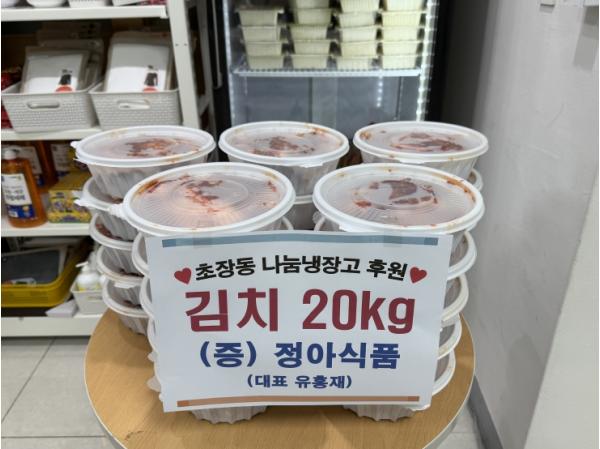 ♥초장동 나눔냉장고 후원♥
김치 20kg
(증) 정아식품
(대표 유홍재)